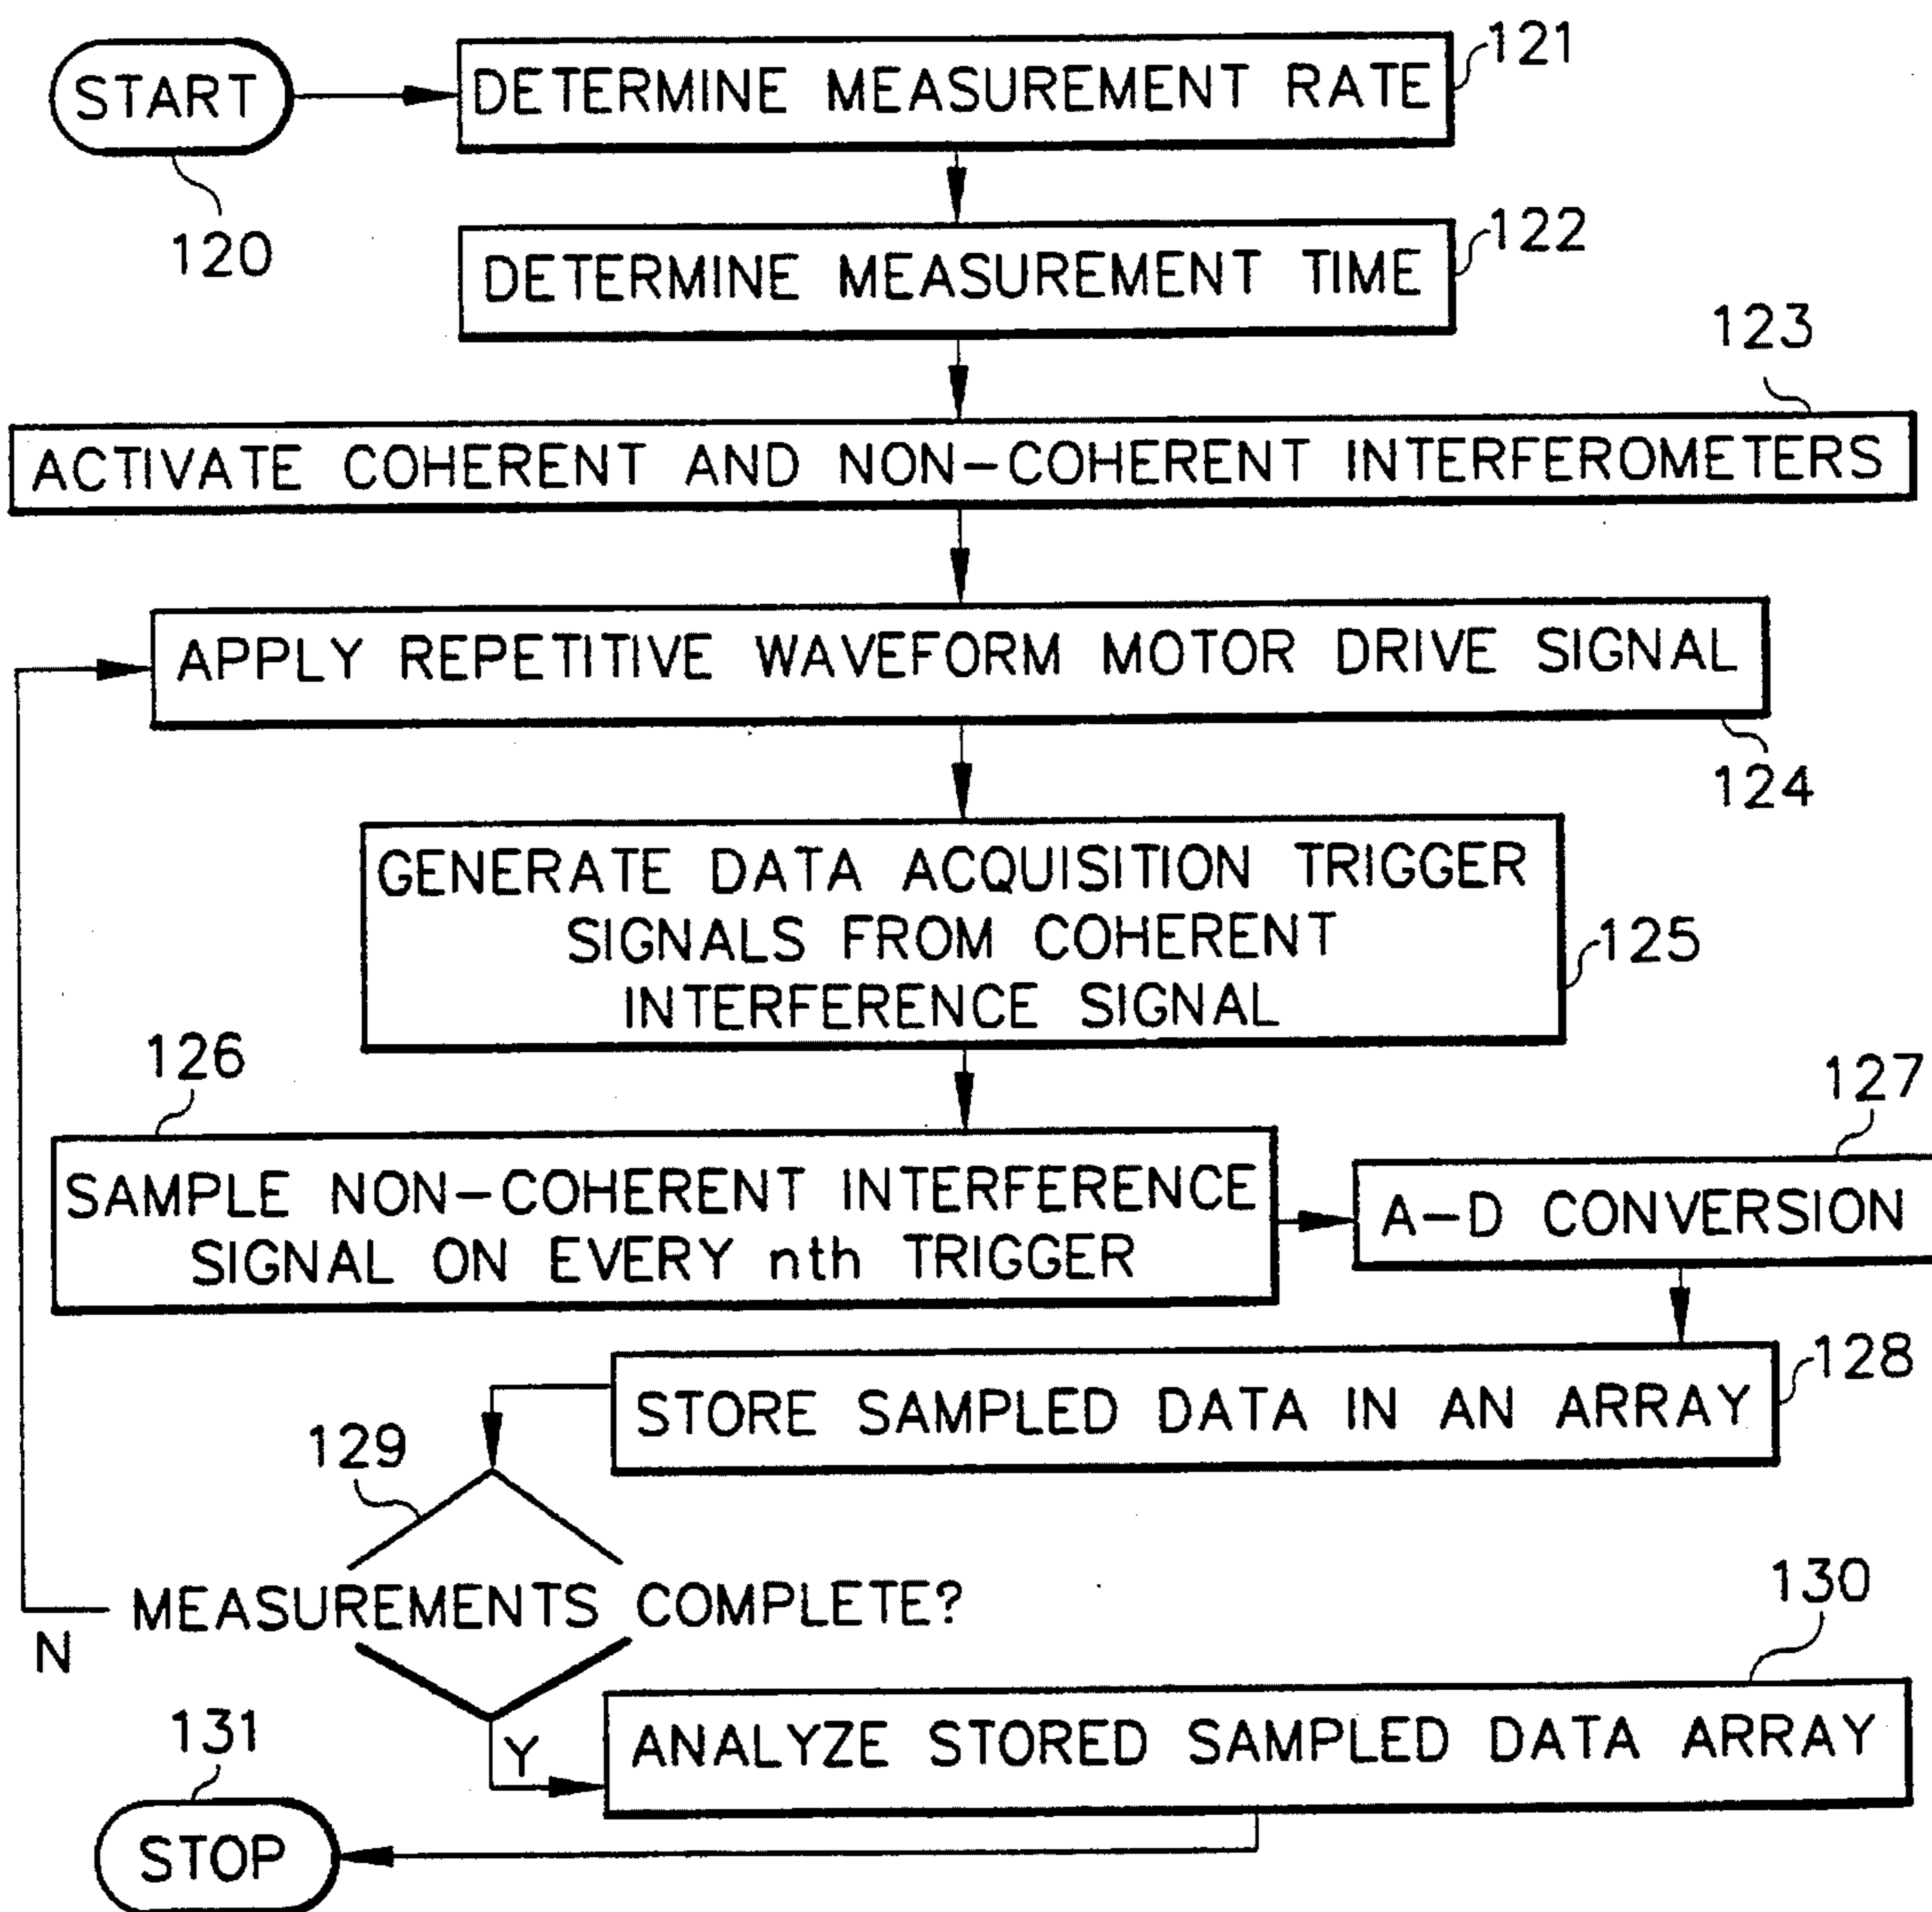 START
120
DETERMINE MEASUREMENT RATE
121
DETERMINE MEASUREMENT TIME
122
123
ACTIVATE COHERENT AND NON-COHERENT INTERFEROMETERS
APPLY REPETITIVE WAVEFORM MOTOR DRIVE SIGNAL
124
GENERATE DATA ACQUISITION TRIGGER
SIGNALS FROM COHERENT
INTERFERENCE SIGNAL
125
126
SAMPLE NON-COHERENT INTERFERENCE
SIGNAL ON EVERY nth TRIGGER
127
A-D CONVERSION
STORE SAMPLED DATA IN AN ARRAY
128
129
MEASUREMENTS COMPLETE?
N
Y
130
ANALYZE STORED SAMPLED DATA ARRAY
131
STOP